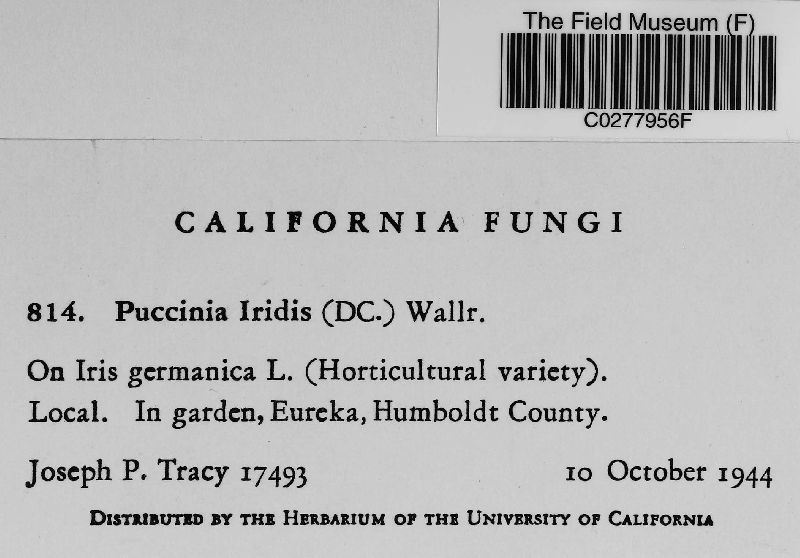 The Field Museum (F)
C0277956F
CALIFORNIA FUNGI
814. Puccinia Iridis (DC.) Wallr.
On Iris germanica L. (Horticultural variety).
Local. In garden, Eureka, Humboldt County.
Joseph P. Tracy 17493 10 October 1944
DISTRIBUTED BY THE HERBARIUM OF THE UNIVERSITY OF CALIFORNIA